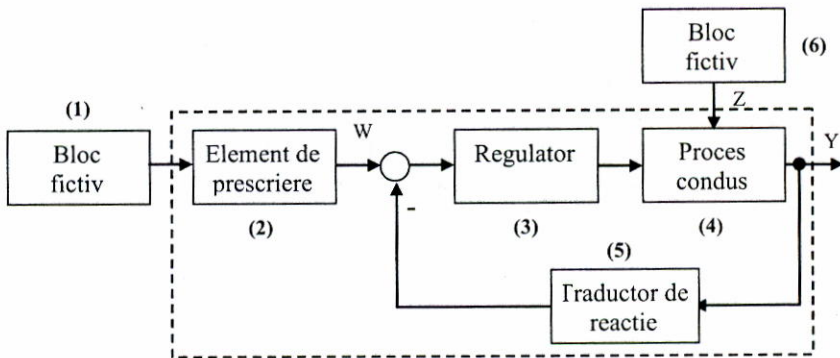 Bloc
fictiv
(6)
(1)
Z
Bloc
fictiv
Element de
prescriere
(2)
W
-
Regulator
(3)
Proces
condus
(4)
Y
(5)
Traductor de
reactie